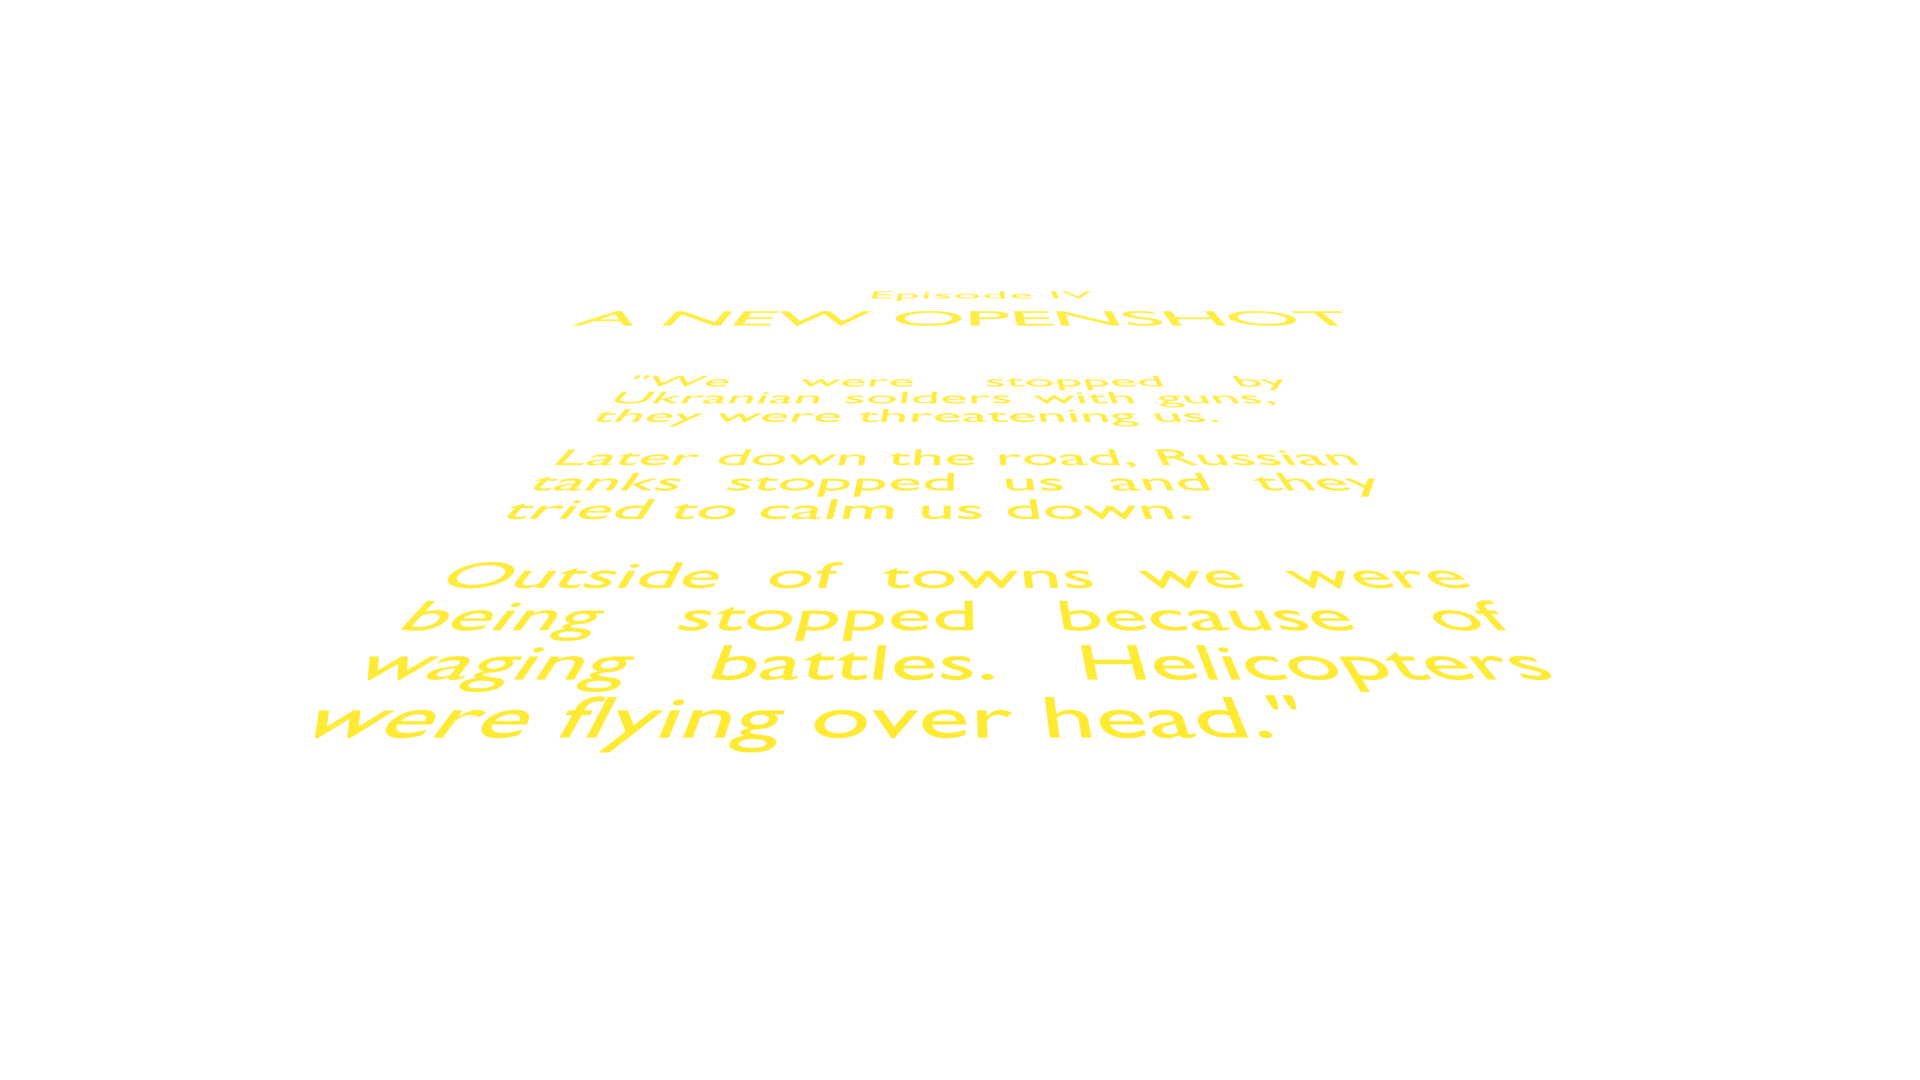 Episode IV
A NEW OPENSHOT
"We were stopped by
Ukranian solders with guns,
they were threatening us.
Later down the road, Russian
tanks stopped us and they
tried to calm us down.
Outside of towns we were
being stopped because of
waging battles. Helicopters
were flying over head."